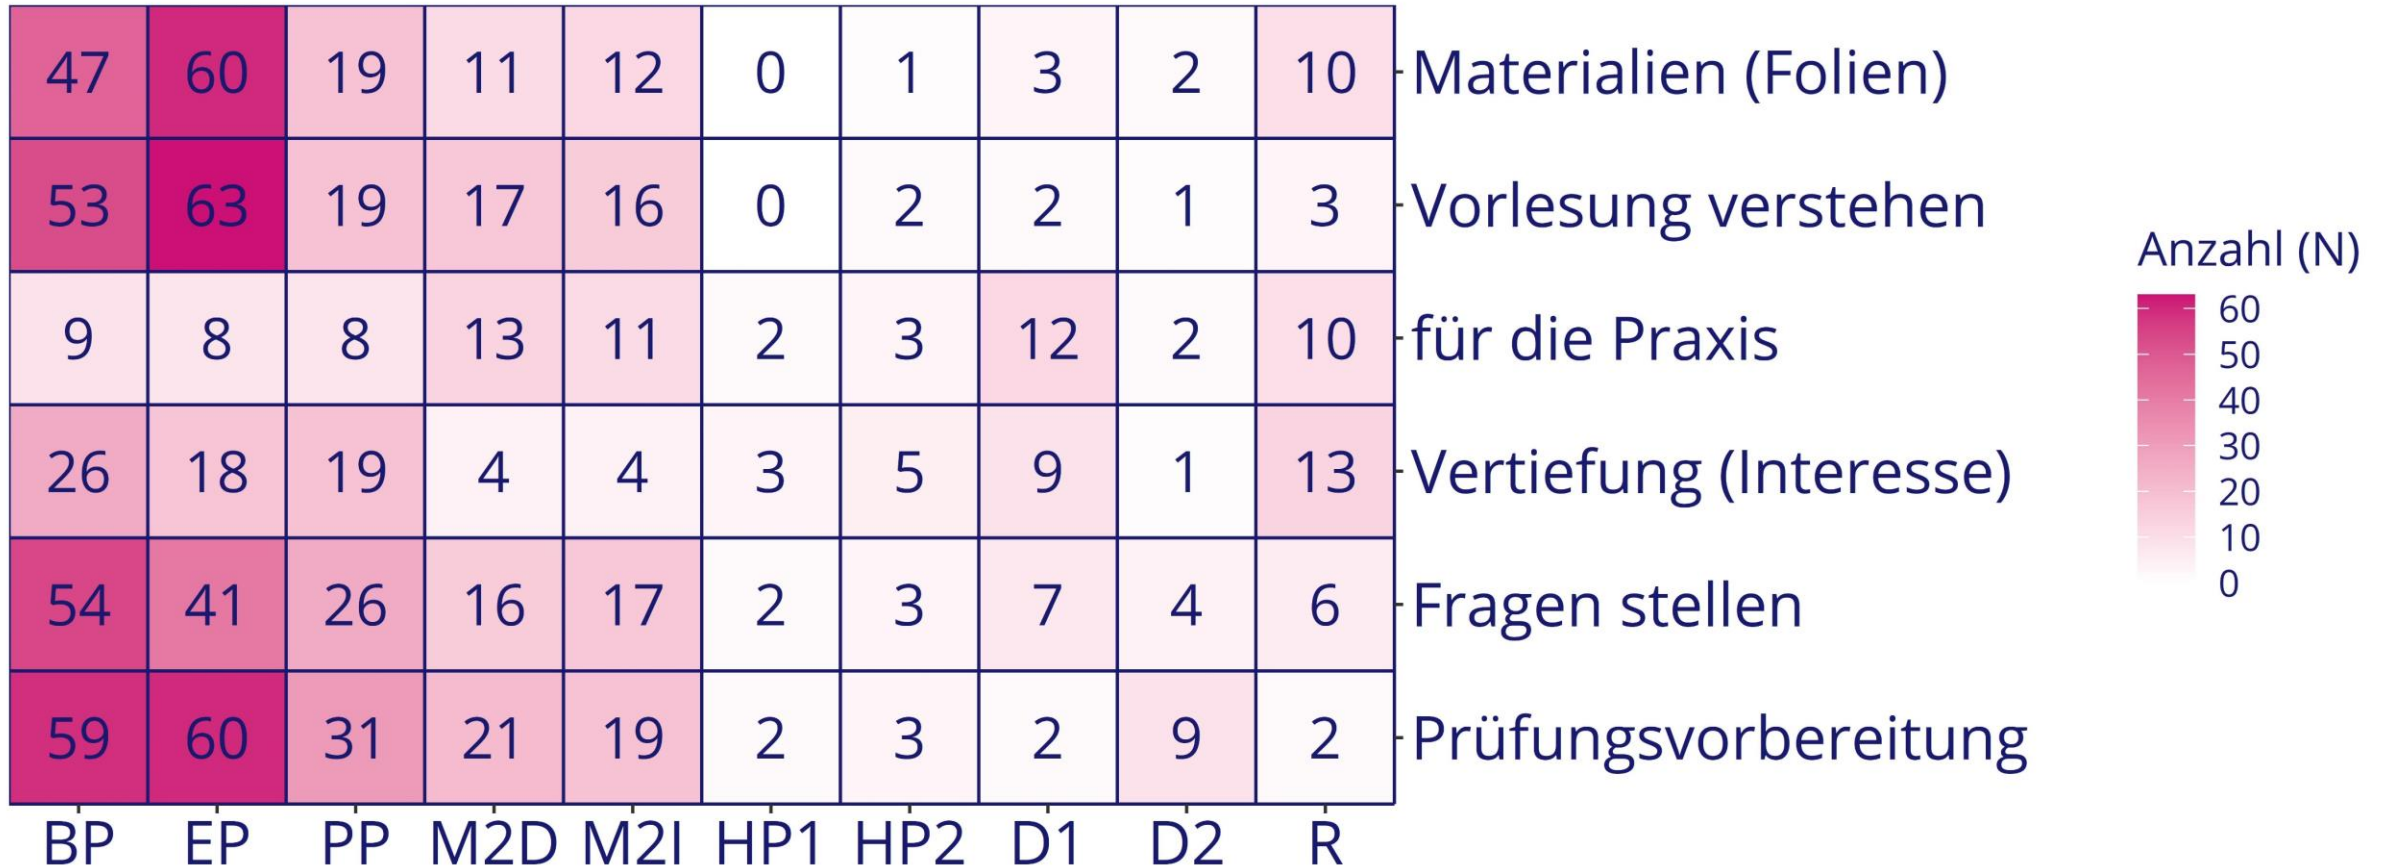 47 60 19 11 12 0 1 3 2 10 Materialien (Folien)
53 63 19 17 16 0 2 2 1 3 Vorlesung verstehen
9 8 8 13 11 2 3 12 2 10 für die Praxis
26 18 19 4 4 3 5 9 1 13 Vertiefung (Interesse)
54 41 26 16 17 2 3 7 4 6 Fragen stellen
59 60 31 21 19 2 3 2 9 2 Prüfungsvorbereitung
BP EP PP M2D M2I HP1 HP2 D1 D2 R
Anzahl (N)
60
50
40
30
20
10
0